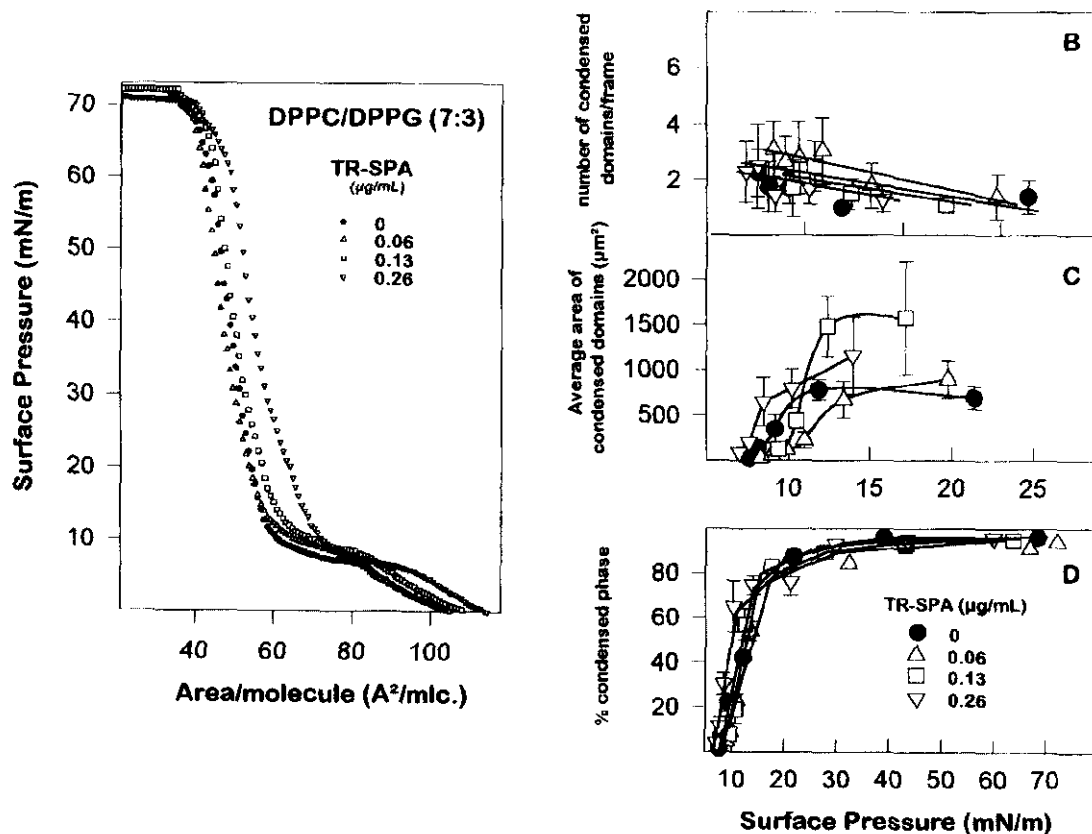 DPPC/DPPG (7:3)
TR-SPA
(µg/mL)
0
0.06
0.13
0.26
Surface Pressure (mN/m)
70
60
50
40
30
20
10
40
60
80
100
Area/molecule (A²/mlc.)
B
number of condensed
domains/frame
8
6
4
2
C
Average area of
condensed domains (µm²)
2000
1500
1000
500
10
15
20
25
D
% condensed phase
80
60
40
20
TR-SPA (µg/mL)
0
0.06
0.13
0.26
10
20
30
40
50
60
70
Surface Pressure (mN/m)